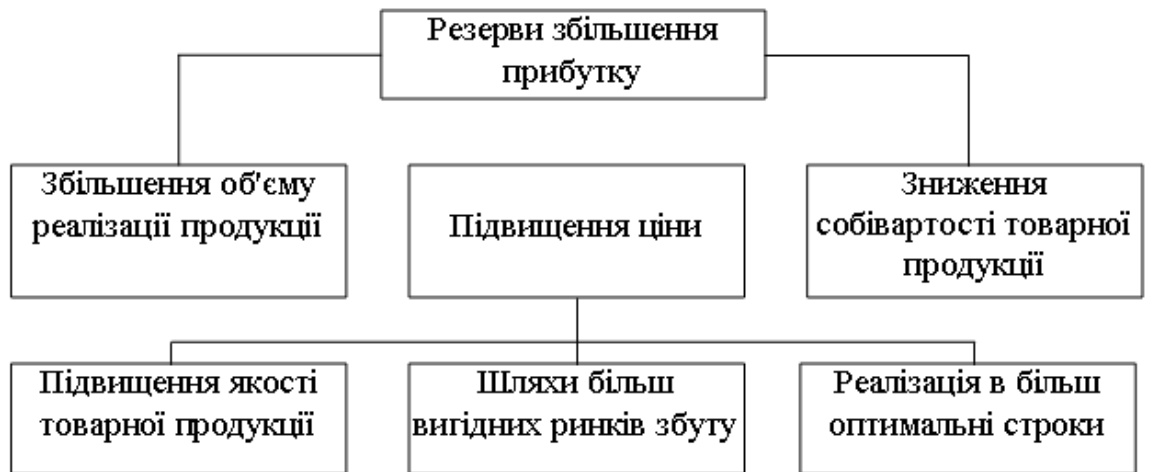 Резерви збільшення
прибутку
Збільшення об'єму
реалізації продукції
Підвищення ціни
Зниження
собівартості товарної
продукції
Підвищення якості
товарної продукції
Шляхи більш
вигідних ринків збуту
Реалізація в більш
оптимальні строки